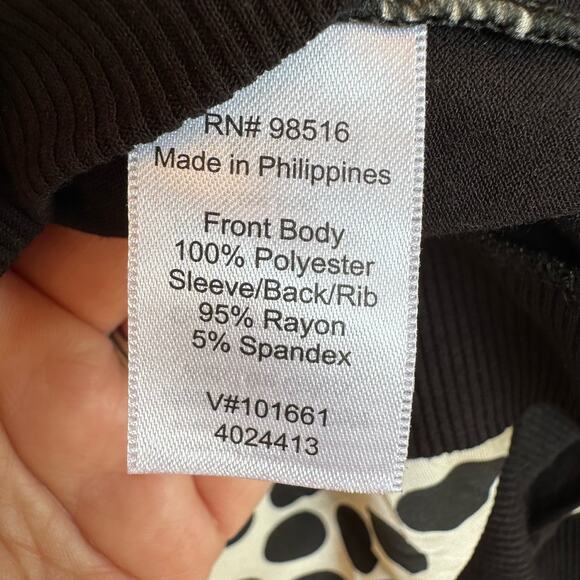 RN# 98516
Made in Philippines
Front Body
100% Polyester
Sleeve/Back/Rib
95% Rayon
5% Spandex
V#101661
4024413